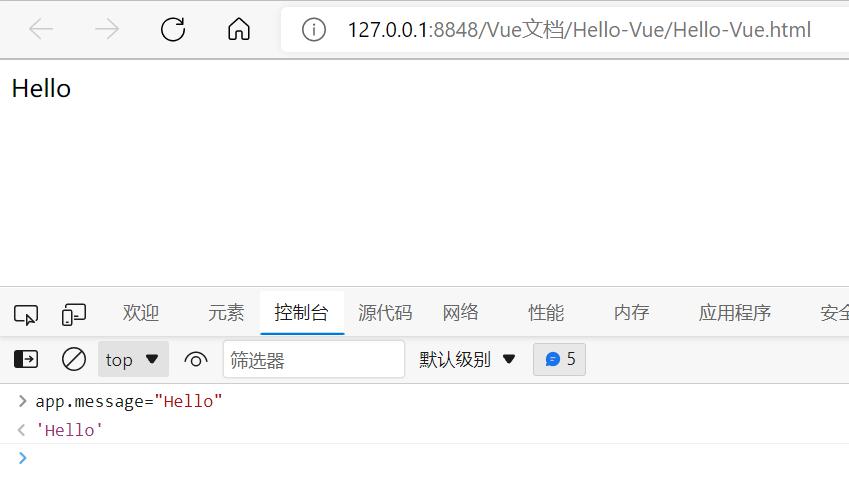 127.0.0.1:8848/Vue文档/Hello-Vue/Hello-Vue.html
Hello
欢迎 元素 控制台 源代码 网络 性能 内存 应用程序 安全
top 筛选器 默认级别 5
> app.message="Hello"
< 'Hello'
>